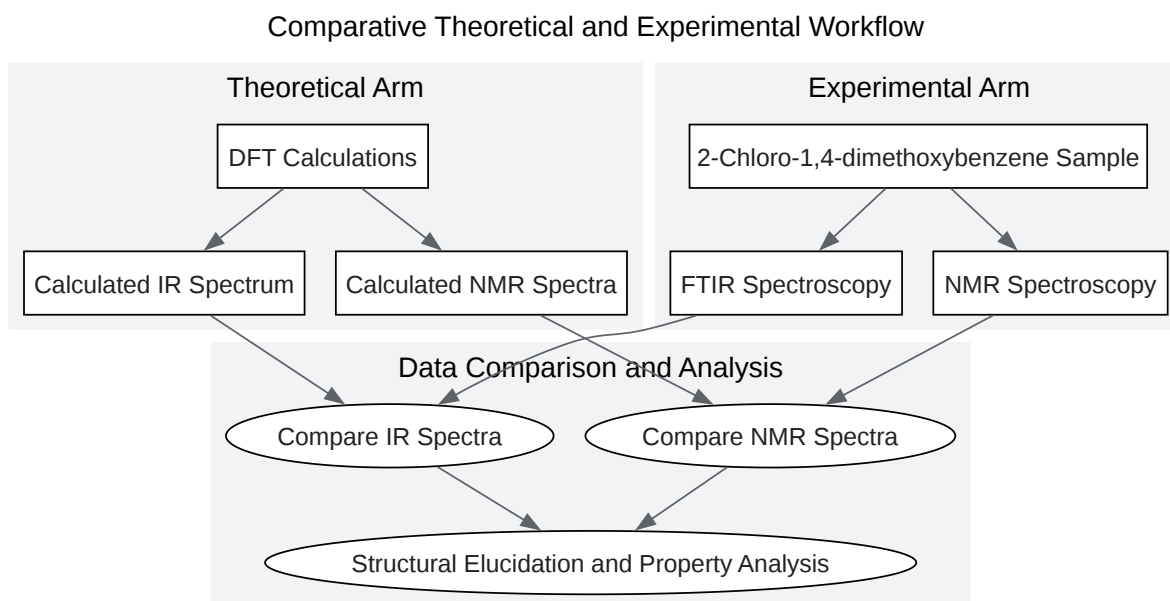 Comparative Theoretical and Experimental Workflow
Theoretical Arm
Experimental Arm
DFT Calculations
2-Chloro-1,4-dimethoxybenzene Sample
Calculated IR Spectrum
Calculated NMR Spectra
FTIR Spectroscopy
NMR Spectroscopy
Data Comparison and Analysis
Compare IR Spectra
Compare NMR Spectra
Structural Elucidation and Property Analysis